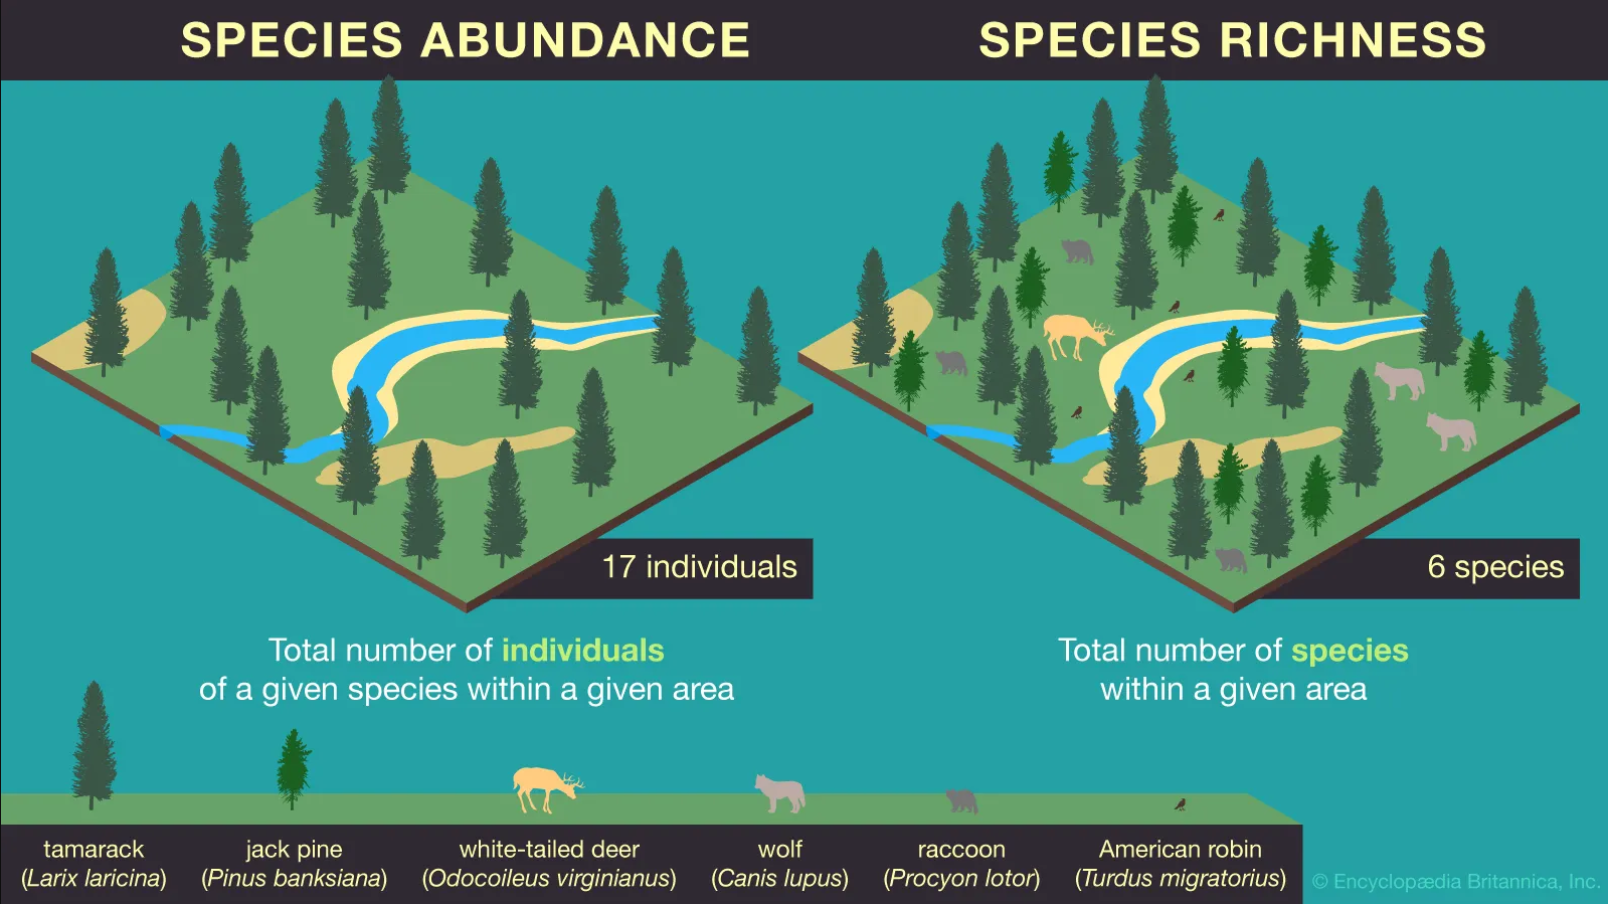 SPECIES ABUNDANCE
SPECIES RICHNESS
17 individuals
6 species
Total number of individuals
of a given species within a given area
Total number of species
within a given area
tamarack
(Larix laricina)
jack pine
(Pinus banksiana)
white-tailed deer
(Odocoileus virginianus)
wolf
(Canis lupus)
raccoon
(Procyon lotor)
American robin
(Turdus migratorius)
© Encyclopædia Britannica, Inc.